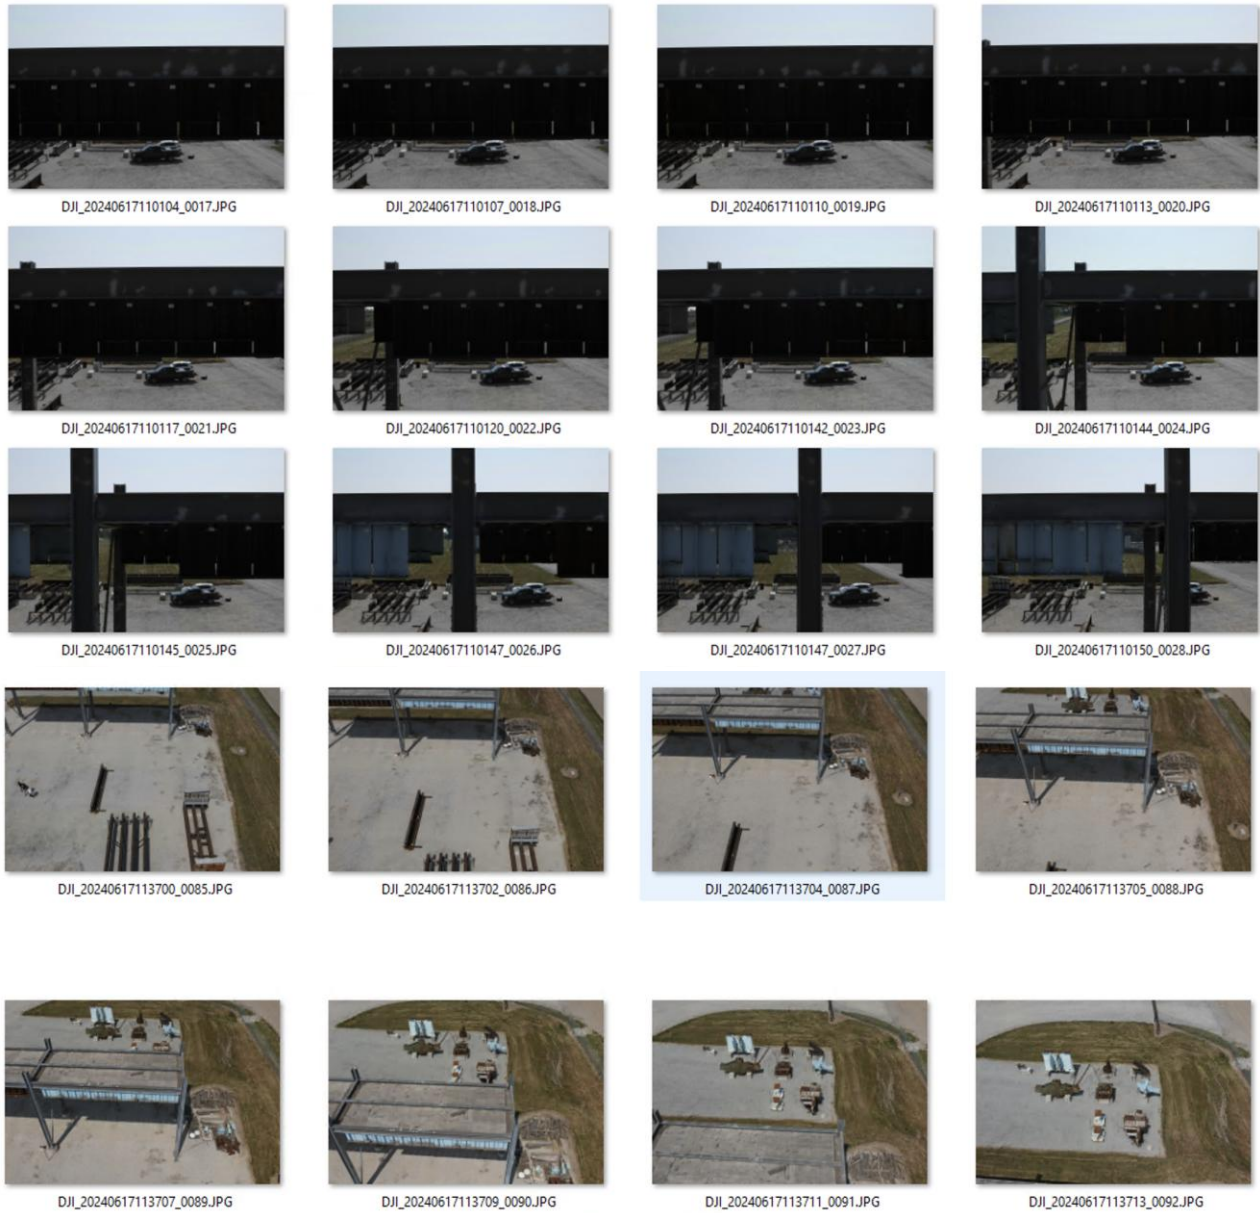 DJI_20240617110104_0017.JPG
DJI_20240617110107_0018.JPG
DJI_20240617110110_0019.JPG
DJI_20240617110113_0020.JPG
DJI_20240617110117_0021.JPG
DJI_20240617110120_0022.JPG
DJI_20240617110142_0023.JPG
DJI_20240617110144_0024.JPG
DJI_20240617110145_0025.JPG
DJI_20240617110147_0026.JPG
DJI_20240617110147_0027.JPG
DJI_20240617110150_0028.JPG
DJI_20240617113700_0085.JPG
DJI_20240617113702_0086.JPG
DJI_20240617113704_0087.JPG
DJI_20240617113705_0088.JPG
DJI_20240617113707_0089.JPG
DJI_20240617113709_0090.JPG
DJI_20240617113711_0091.JPG
DJI_20240617113713_0092.JPG